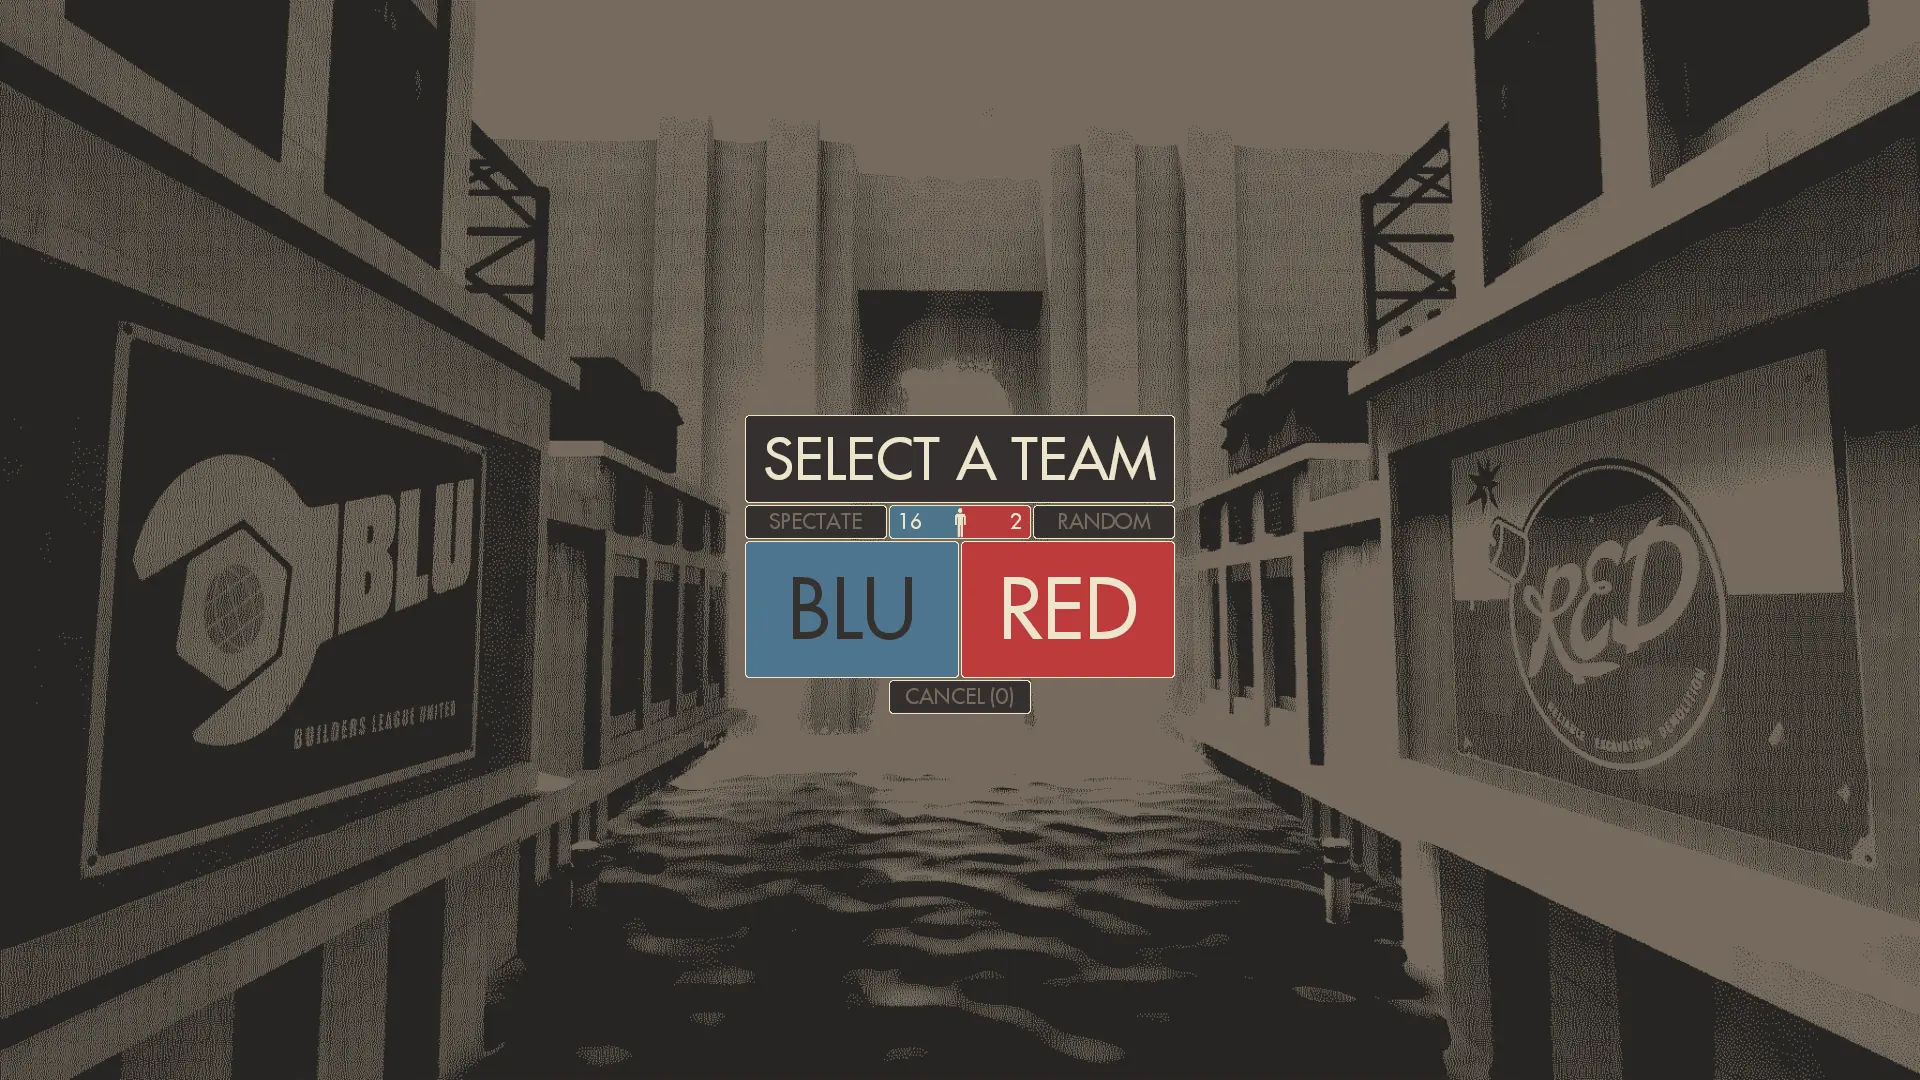 SELECT A TEAM
SPECTATE 16 2 RANDOM
BLU RED
CANCEL (0)
BLU
BUILDERS LEAGUE UNITED
RED
RELIABLE EXCAVATION DEMOLITION